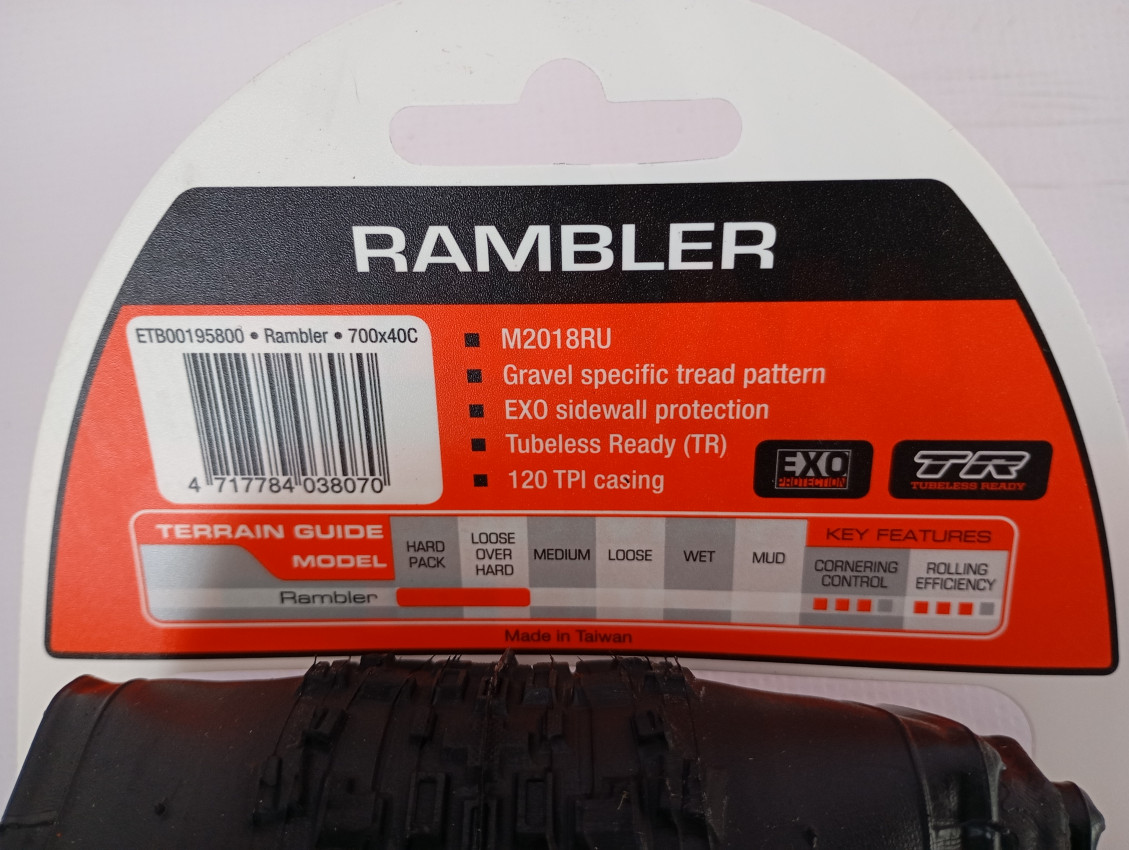 RAMBLER
ETB00195800 • Rambler • 700x40C
4 717784 038070
M2018RU
Gravel specific tread pattern
EXO sidewall protection
Tubeless Ready (TR)
120 TPI casing
EXO
PROTECTION
TR
TUBELESS READY
TERRAIN GUIDE
MODEL
HARD
PACK
LOOSE
OVER
HARD
MEDIUM
LOOSE
WET
MUD
KEY FEATURES
CORNERING
CONTROL
ROLLING
EFFICIENCY
Rambler
Made in Taiwan